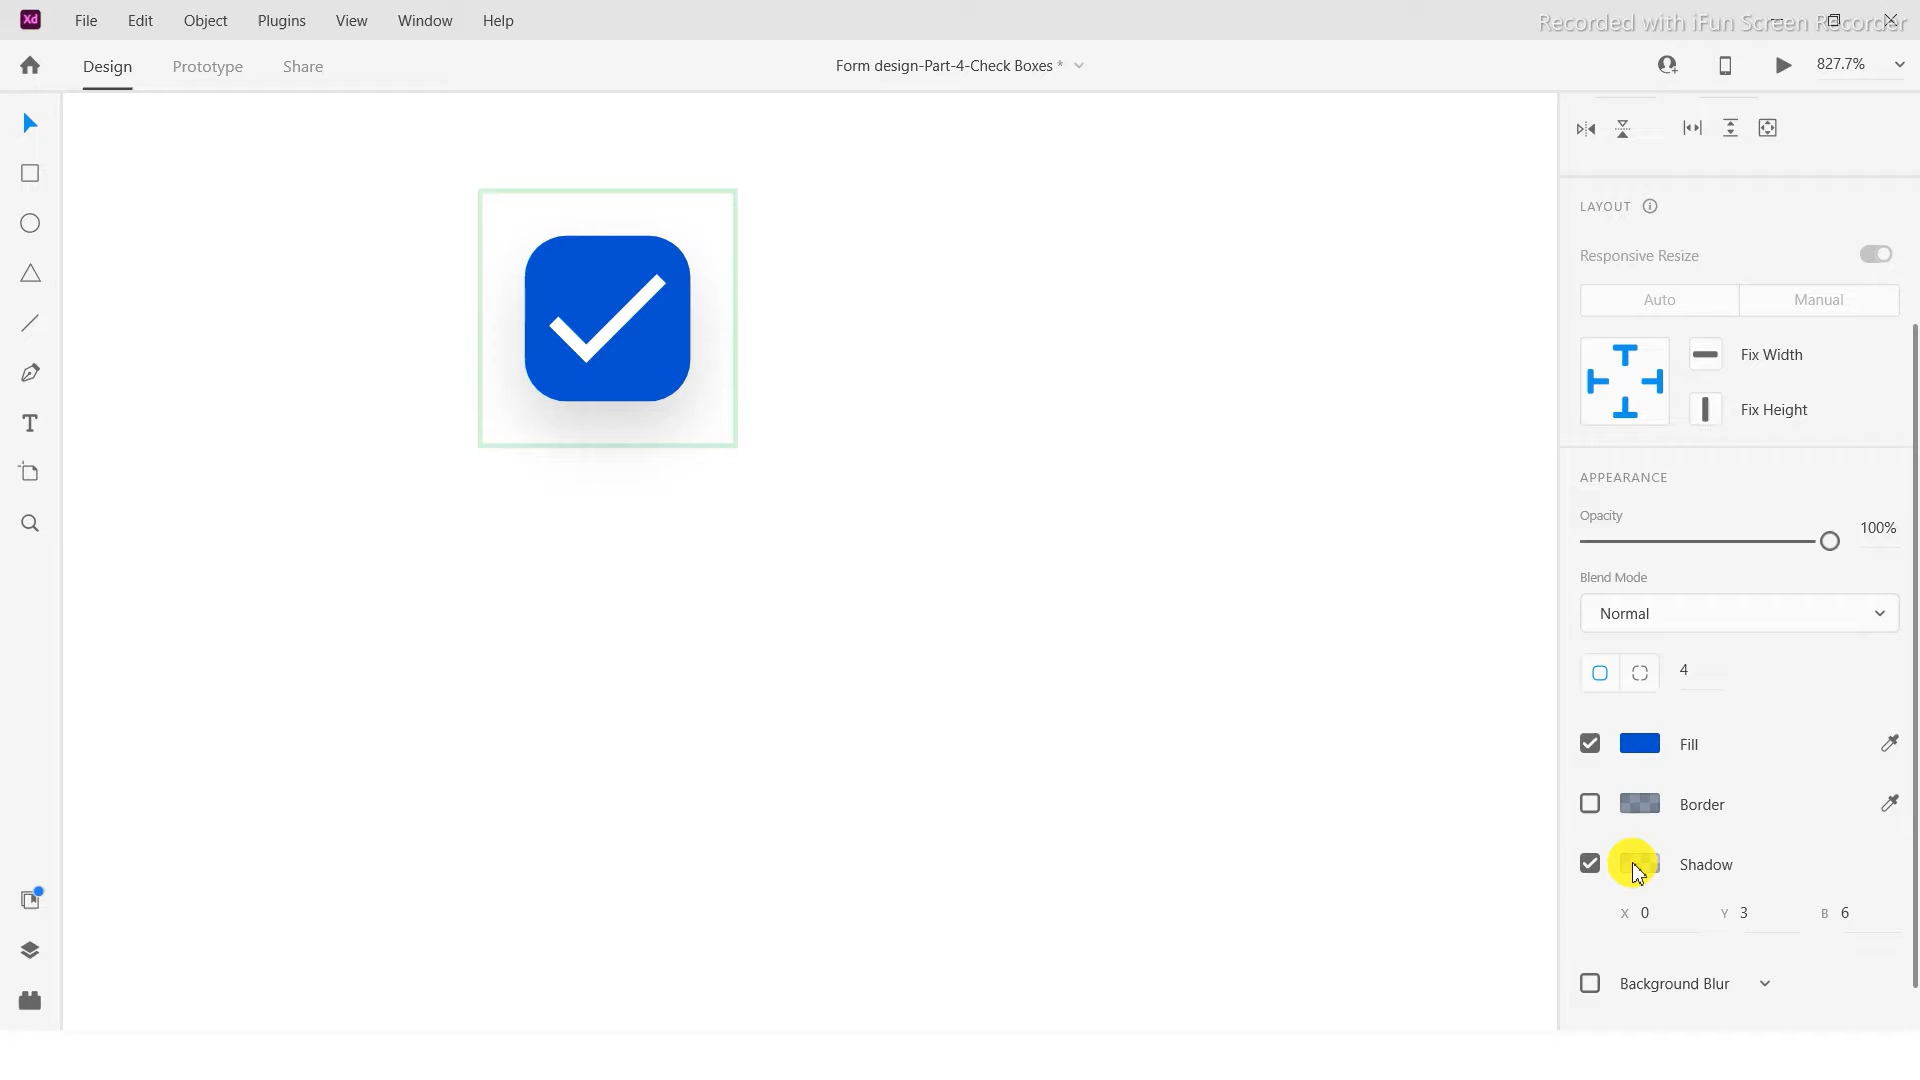 Xd File Edit Object Plugins View Window Help
Recorded with iFun Screen Recorder
Design Prototype Share
Form design-Part-4-Check Boxes *
827.7%
LAYOUT
Responsive Resize
Auto Manual
Fix Width
Fix Height
APPEARANCE
Opacity
100%
Blend Mode
Normal
4
Fill
Border
Shadow
X 0 Y 3 B 6
Background Blur
T